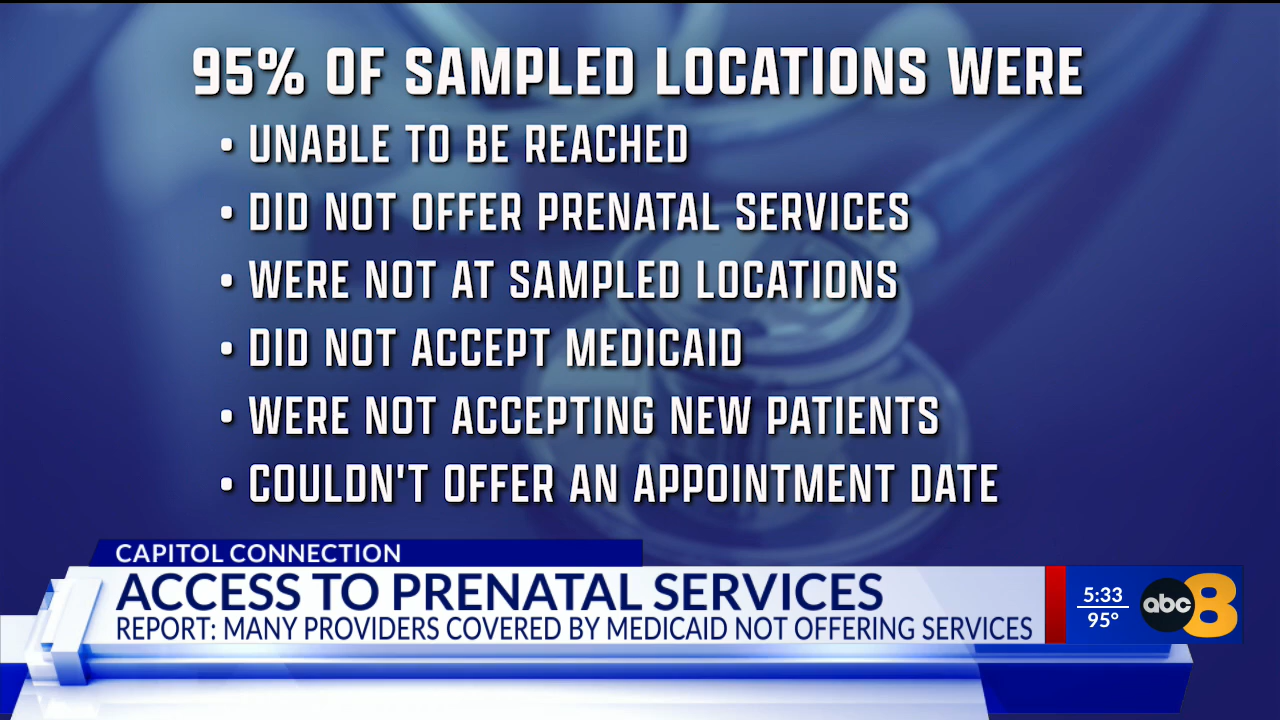 95% OF SAMPLED LOCATIONS WERE
• UNABLE TO BE REACHED
• DID NOT OFFER PRENATAL SERVICES
• WERE NOT AT SAMPLED LOCATIONS
• DID NOT ACCEPT MEDICAID
• WERE NOT ACCEPTING NEW PATIENTS
• COULDN'T OFFER AN APPOINTMENT DATE
CAPITOL CONNECTION
ACCESS TO PRENATAL SERVICES
REPORT: MANY PROVIDERS COVERED BY MEDICAID NOT OFFERING SERVICES
5:33
95°
abc 8